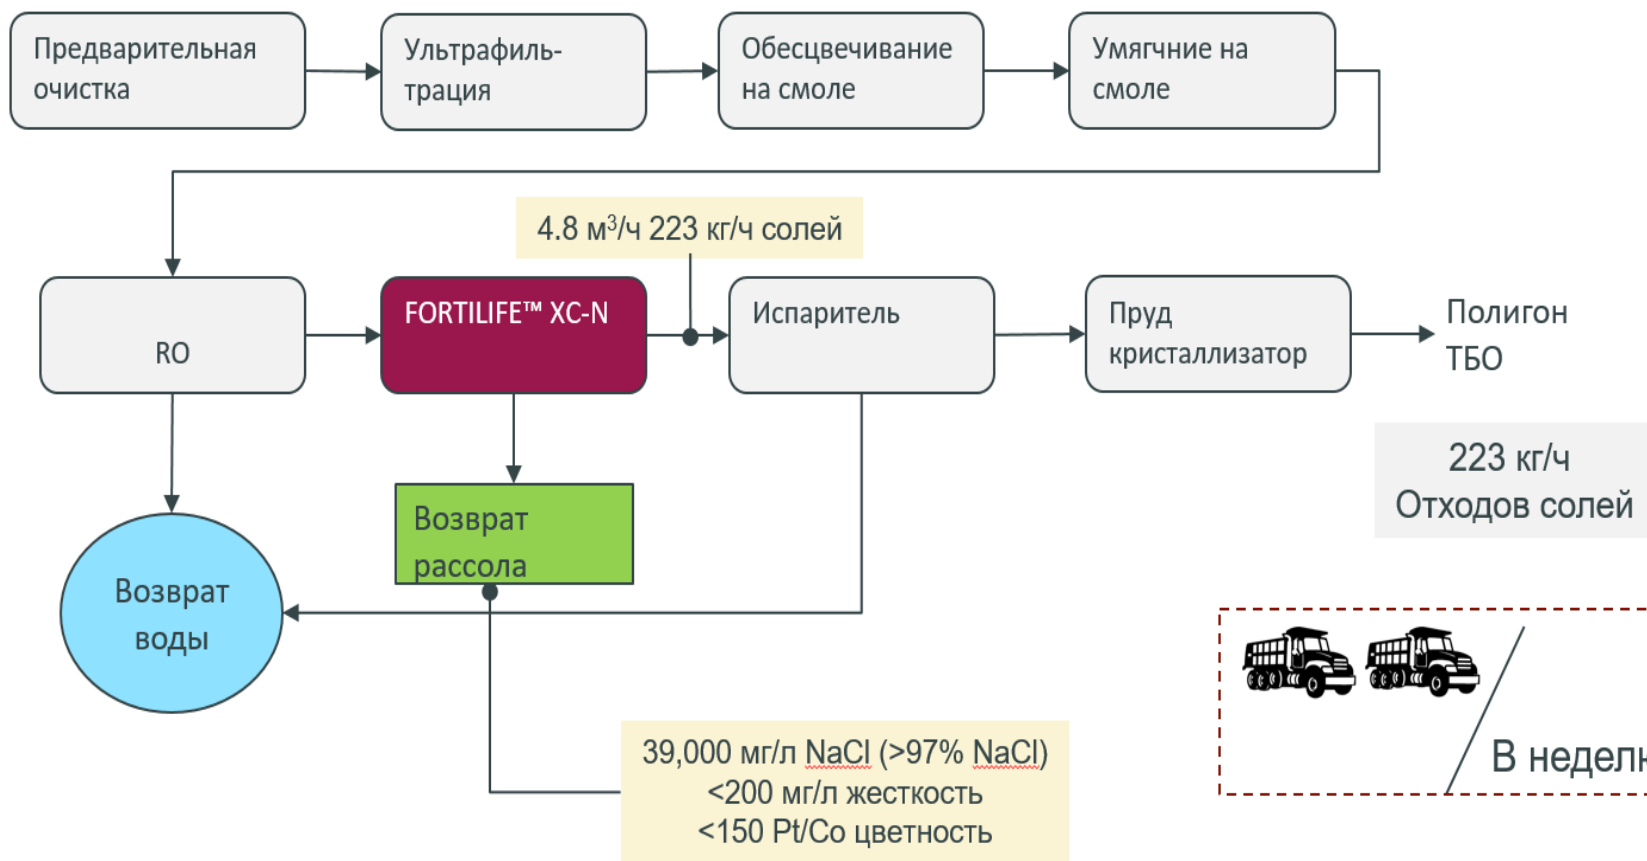 Предварительная
очистка
Ультрафиль-
трация
Обесцвечивание
на смоле
Умягчние на
смоле
4.8 м³/ч 223 кг/ч солей
RO
FORTILIFE™ XC-N
Испаритель
Пруд
кристаллизатор
Полигон
ТБО
223 кг/ч
Отходов солей
Возврат
рассола
Возврат
воды
39,000 мг/л NaCl (>97% NaCl)
<200 мг/л жесткость
<150 Pt/Co цветность
В неделю